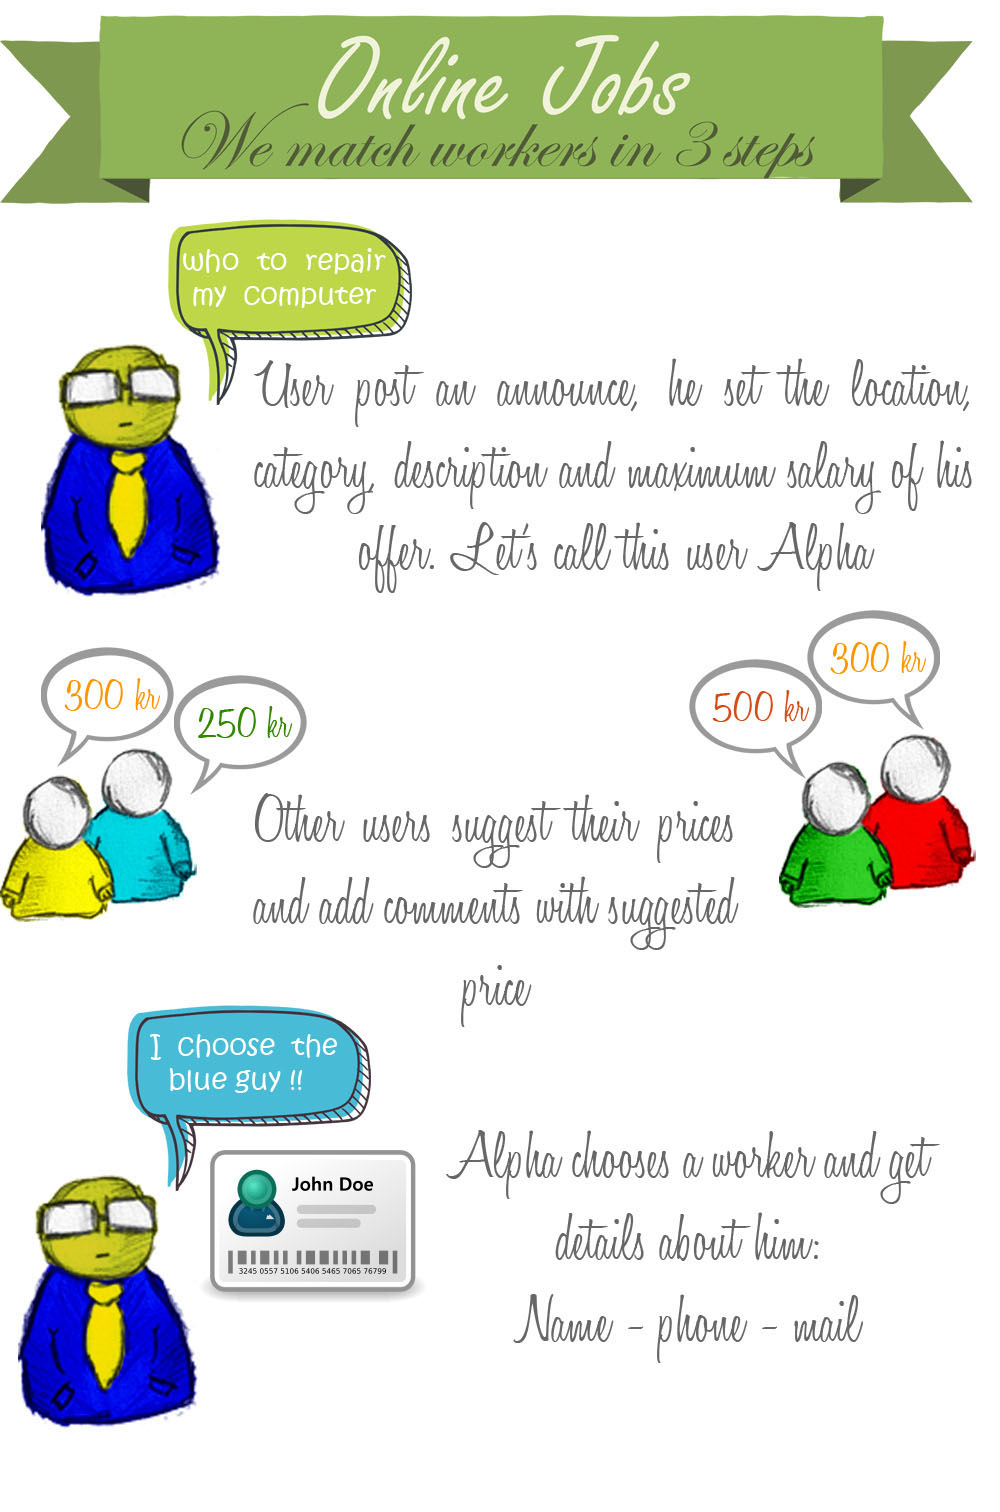 Online Jobs
We match workers in 3 steps
who to repair
my computer
User post an announce, he set the location,
category, description and maximum salary of his
offer. Let's call this user Alpha
300 kr
250 kr
500 kr
300 kr
Other users suggest their prices
and add comments with suggested
price
I choose the
blue guy !!
John Doe
3245 0557 5106 5406 5465 7065 76799
Alpha chooses a worker and get
details about him:
Name - phone - mail